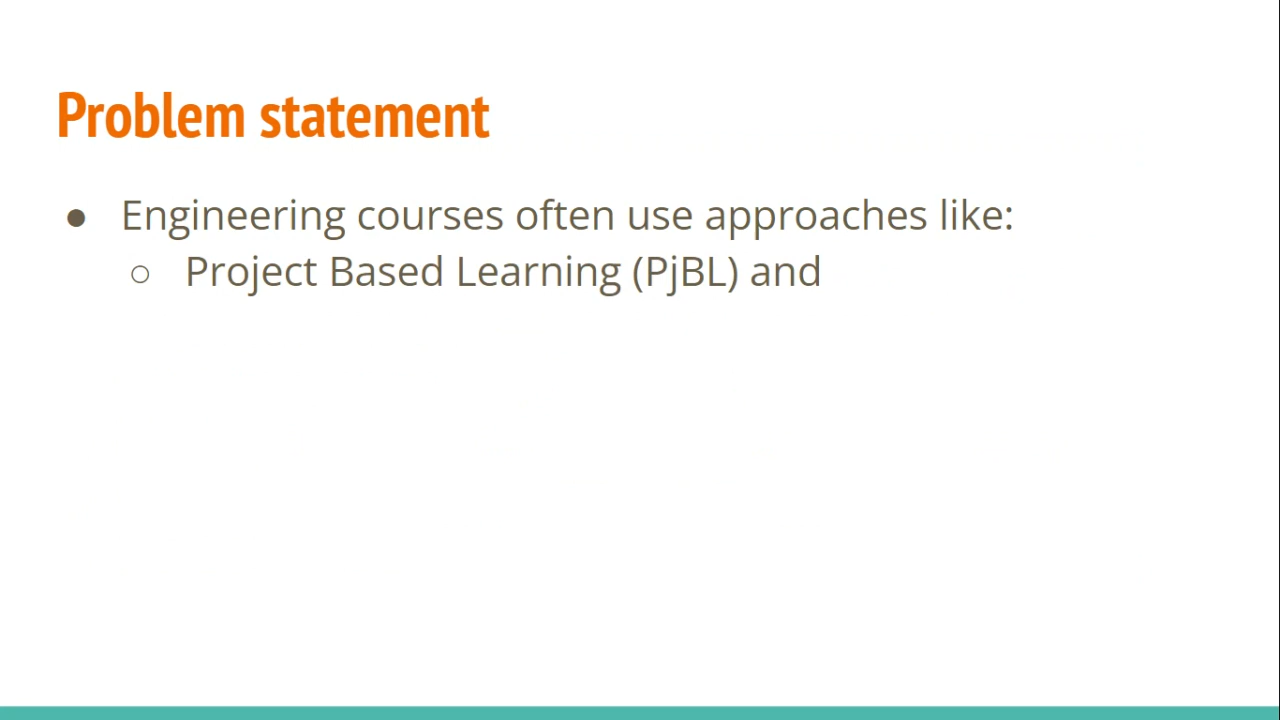 Problem statement
● Engineering courses often use approaches like:
○ Project Based Learning (PjBL) and